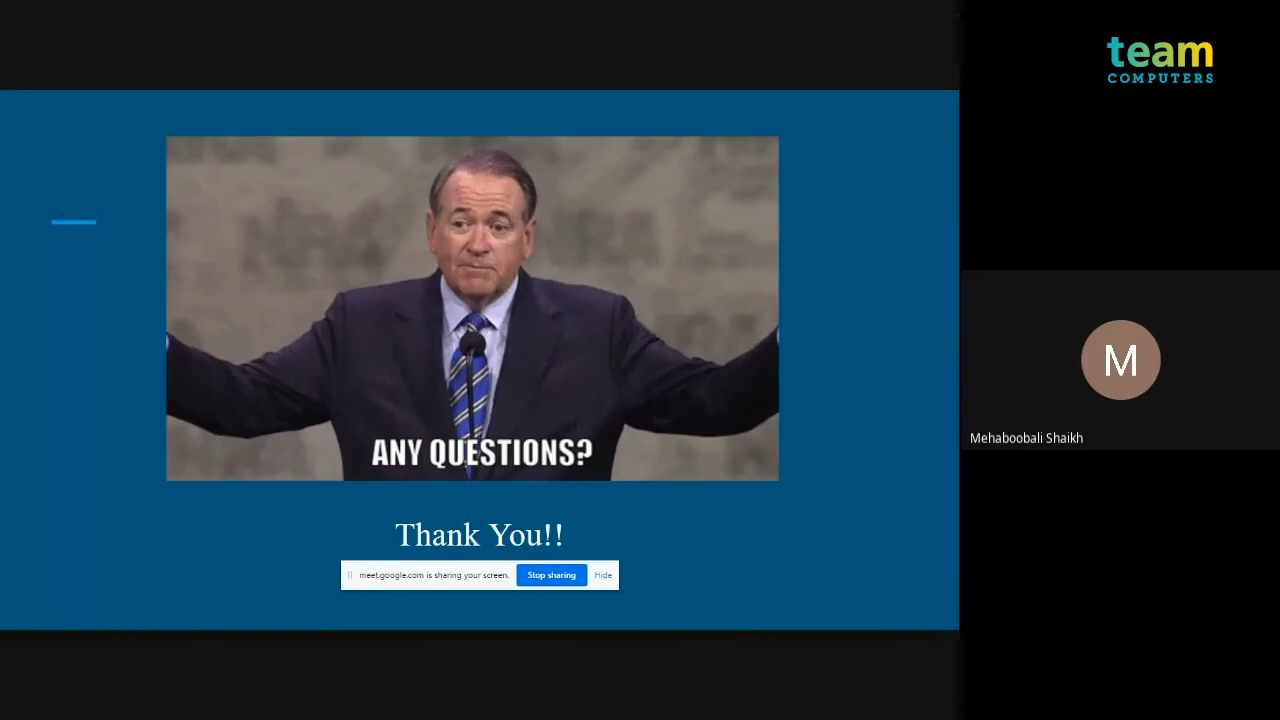 team
COMPUTERS
ANY QUESTIONS?
Thank You!!
meet.google.com is sharing your screen.
Stop sharing
Hide
M
Mehaboobali Shaikh